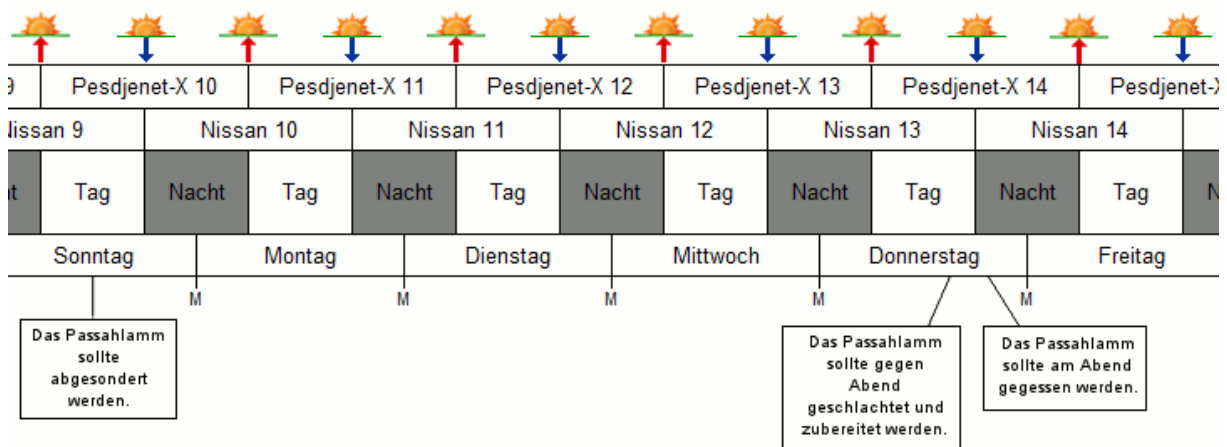 9 Pesdjenet-X 10 Pesdjenet-X 11 Pesdjenet-X 12 Pesdjenet-X 13 Pesdjenet-X 14 Pesdjenet-X
Nissan 9 Nissan 10 Nissan 11 Nissan 12 Nissan 13 Nissan 14
Tag Nacht Tag Nacht Tag Nacht Tag Nacht Tag Nacht Tag N
Sonntag Montag Dienstag Mittwoch Donnerstag Freitag
M M M M M
Das Passahlamm
sollte
abgesondert
werden.
Das Passahlamm
sollte gegen
Abend
geschlachtet und
zubereitet werden.
Das Passahlamm
sollte am Abend
gegessen werden.